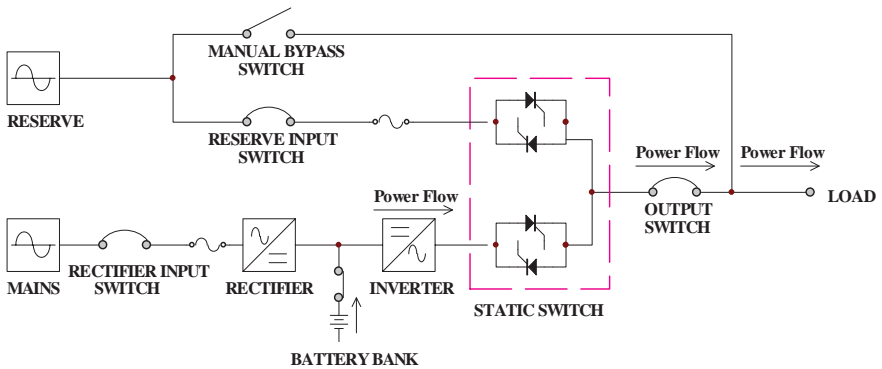 MANUAL BYPASS
SWITCH
RESERVE
RESERVE INPUT
SWITCH
Power Flow
Power Flow
LOAD
OUTPUT
SWITCH
Power Flow
MAINS
RECTIFIER INPUT
SWITCH
RECTIFIER
INVERTER
STATIC SWITCH
BATTERY BANK